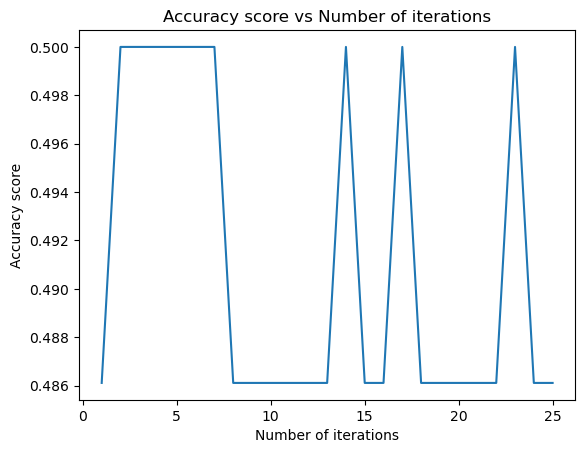 Accuracy score vs Number of iterations
0.500
0.498
0.496
0.494
0.492
0.490
0.488
0.486
Accuracy score
0 5 10 15 20 25
Number of iterations